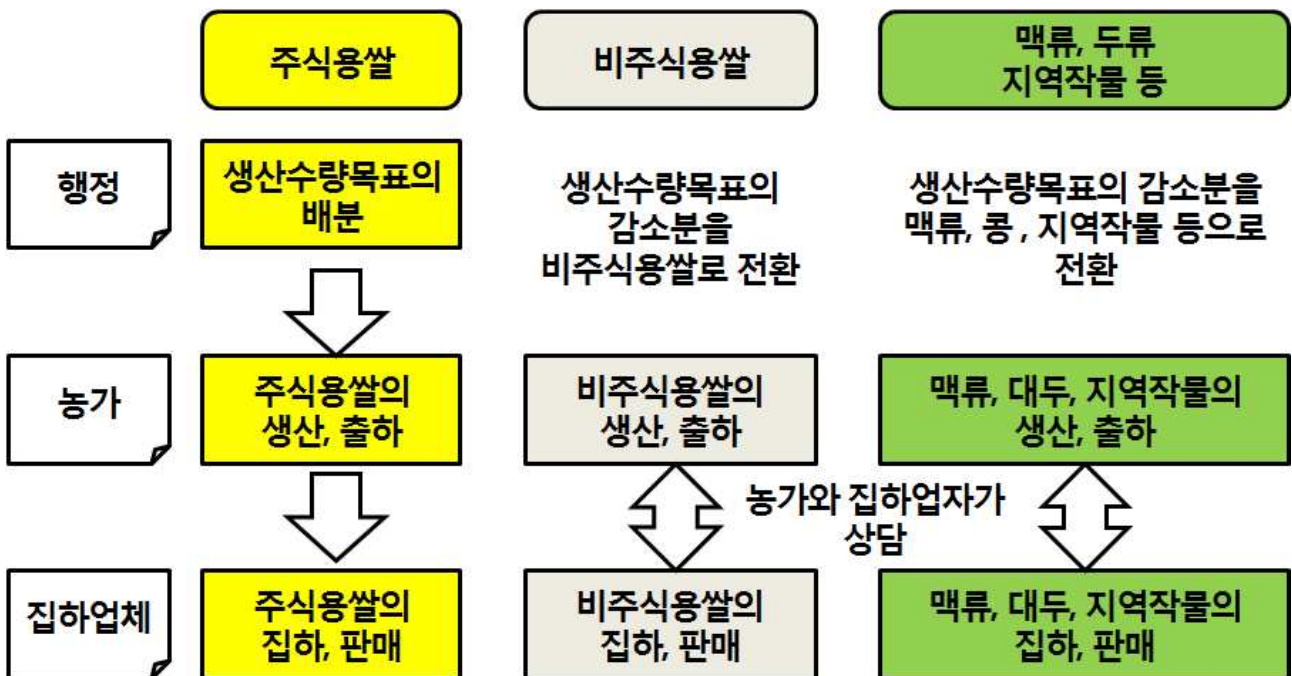 주식용쌀
비주식용쌀
맥류, 두류
지역작물 등
행정
생산수량목표의
배분
생산수량목표의
감소분을
비주식용쌀로 전환
생산수량목표의 감소분을
맥류, 콩 , 지역작물 등으로
전환
농가
주식용쌀의
생산, 출하
비주식용쌀의
생산, 출하
맥류, 대두, 지역작물의
생산, 출하
농가와 집하업자가
상담
집하업체
주식용쌀의
집하, 판매
비주식용쌀의
집하, 판매
맥류, 대두, 지역작물의
집하, 판매